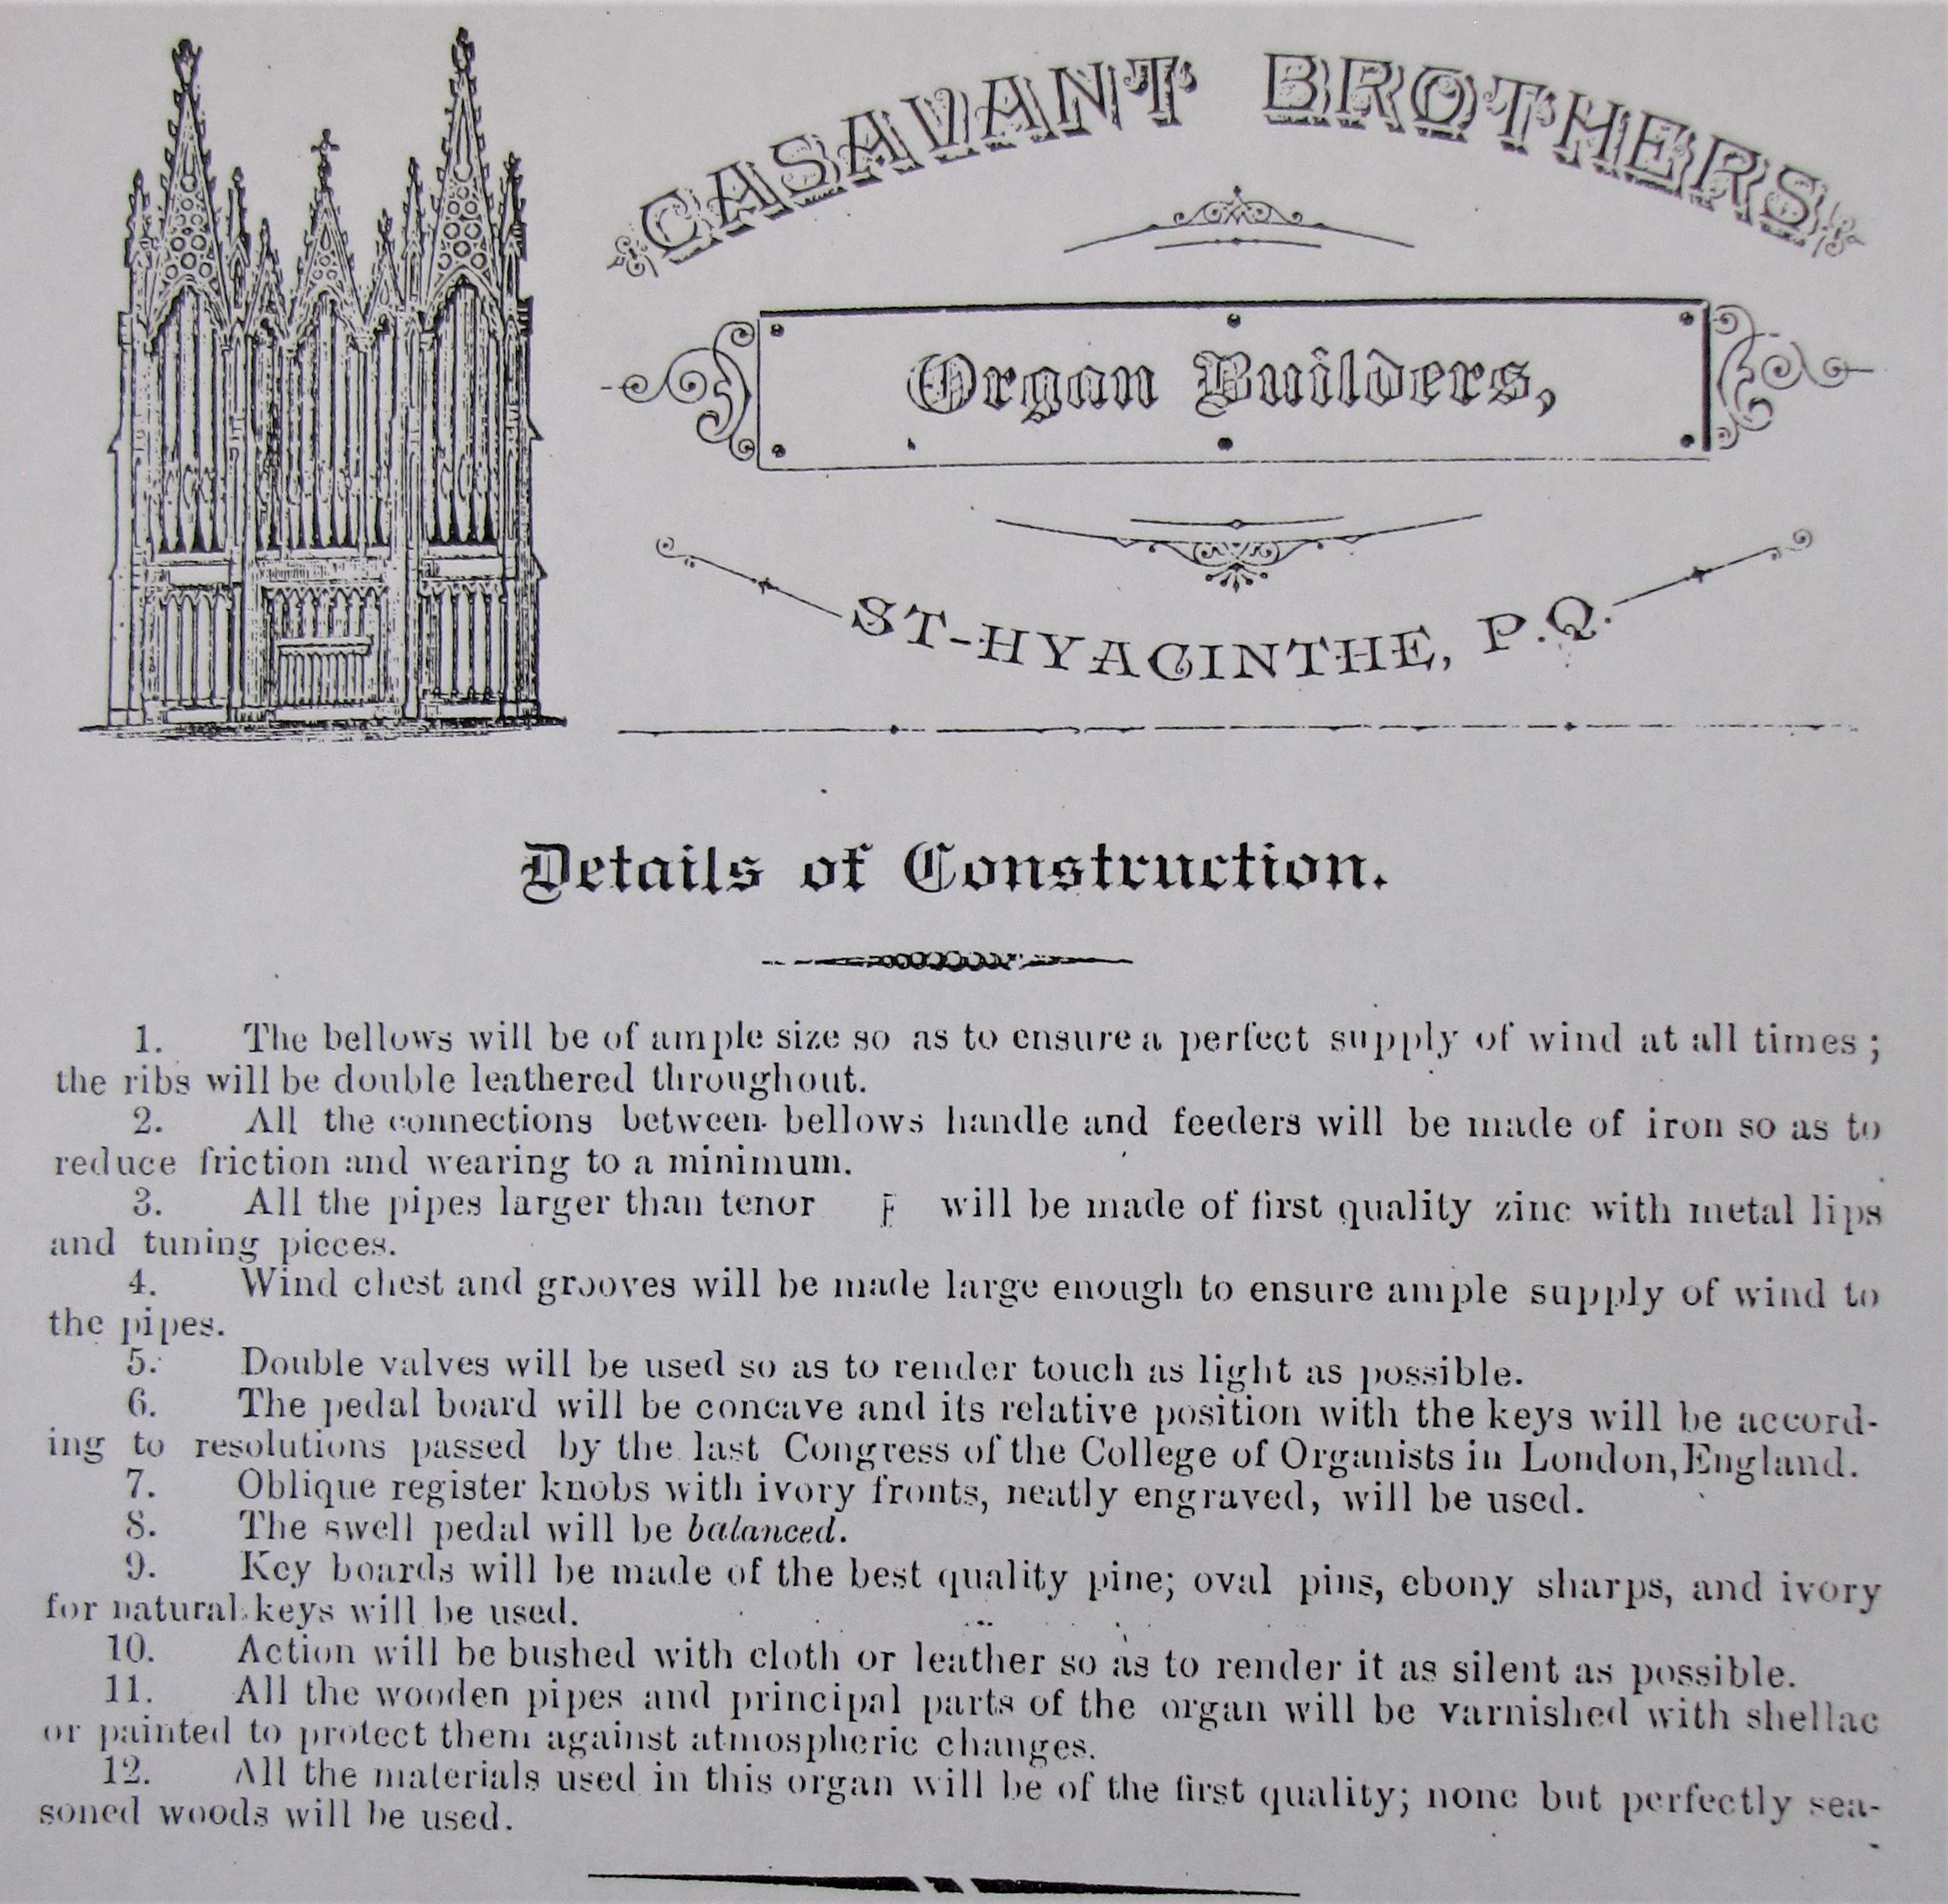 CASAVANT BROTHERS
Organ Builders,
ST-HYACINTHE, P.Q.
Details of Construction.
1. The bellows will be of ample size so as to ensure a perfect supply of wind at all times ;
the ribs will be double leathered throughout.
2. All the connections between bellows handle and feeders will be made of iron so as to
reduce friction and wearing to a minimum.
3. All the pipes larger than tenor F will be made of first quality zinc with metal lips
and tuning pieces.
4. Wind chest and grooves will be made large enough to ensure ample supply of wind to
the pipes.
5. Double valves will be used so as to render touch as light as possible.
6. The pedal board will be concave and its relative position with the keys will be accord-
ing to resolutions passed by the last Congress of the College of Organists in London, England.
7. Oblique register knobs with ivory fronts, neatly engraved, will be used.
8. The swell pedal will be balanced.
9. Key boards will be made of the best quality pine; oval pins, ebony sharps, and ivory
for natural keys will be used.
10. Action will be bushed with cloth or leather so as to render it as silent as possible.
11. All the wooden pipes and principal parts of the organ will be varnished with shellac
or painted to protect them against atmospheric changes.
12. All the materials used in this organ will be of the first quality; none but perfectly sea-
soned woods will be used.